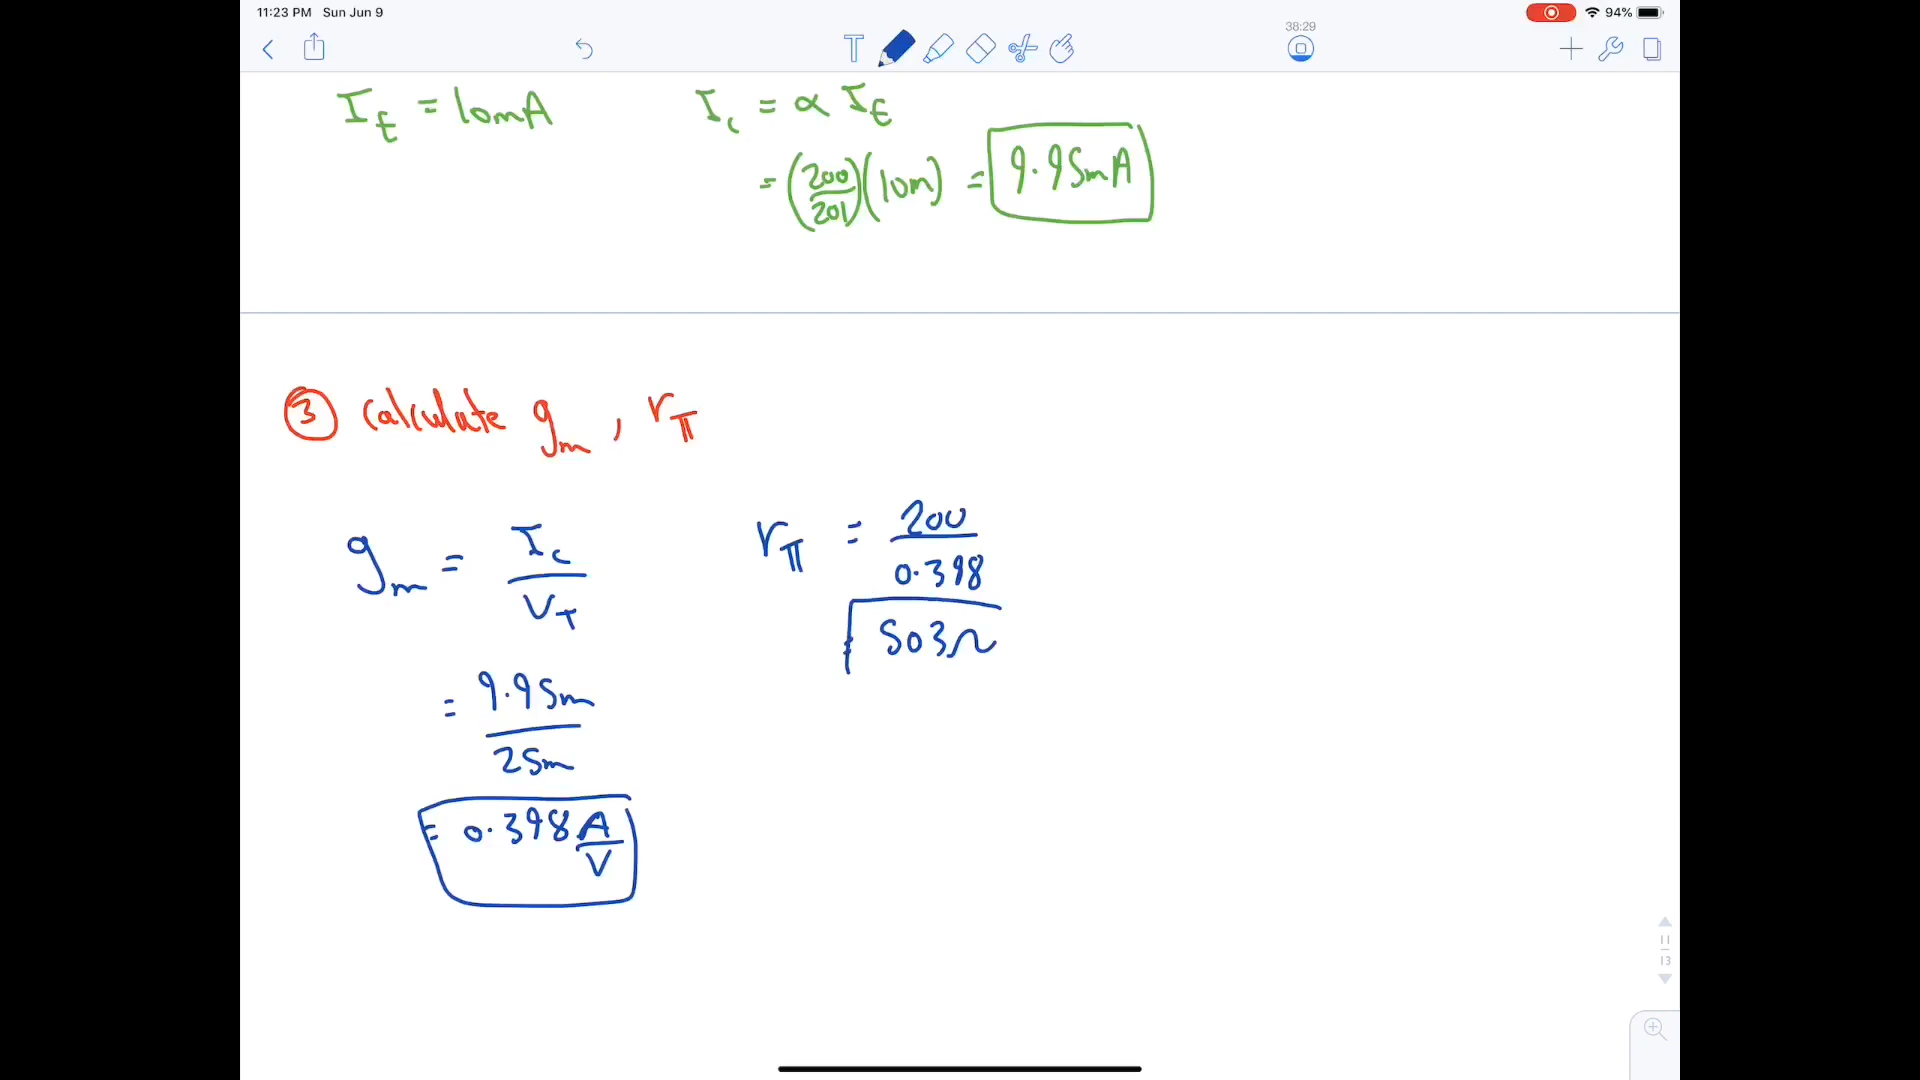 11:23 PM Sun Jun 9
94%
38:29
T
I_E = 10mA
I_c = α I_E
= (200/201)(10m) = 9.95mA
③ calculate g_m, r_π
g_m = I_c/V_T
= 9.95m/25m
= 0.398 A/V
r_π = 200/0.398
= 503Ω
11
13